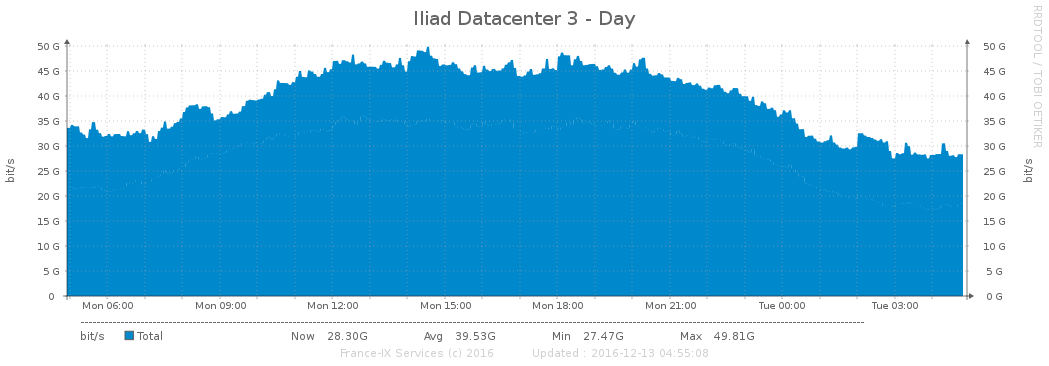 Iliad Datacenter 3 - Day
RRDTOOL / TOBI OETIKER
bit/s
50 G
45 G
40 G
35 G
30 G
25 G
20 G
15 G
10 G
5 G
0
50 G
45 G
40 G
35 G
30 G
25 G
20 G
15 G
10 G
5 G
0 G
bit/s
Mon 06:00 Mon 09:00 Mon 12:00 Mon 15:00 Mon 18:00 Mon 21:00 Tue 00:00 Tue 03:00
bit/s Total Now 28.30G Avg 39.53G Min 27.47G Max 49.81G
France-IX Services (c) 2016 Updated : 2016-12-13 04:55:08